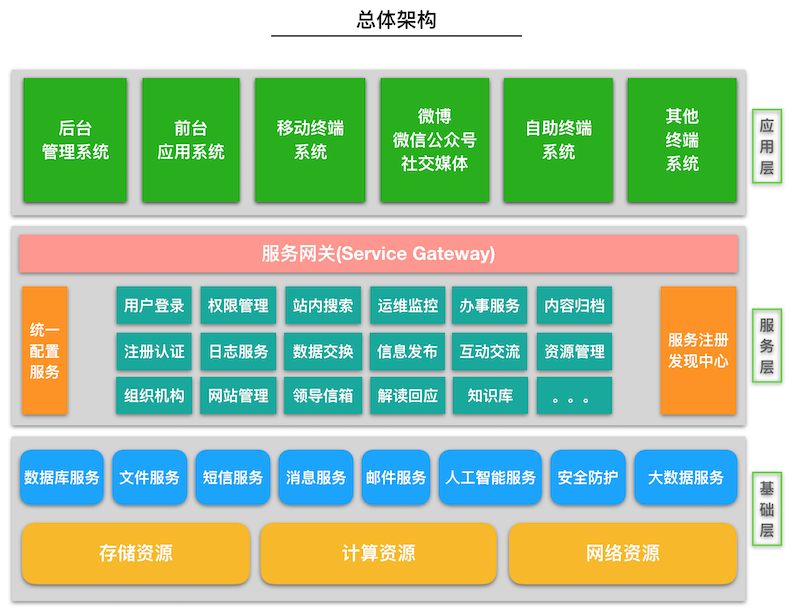 总体架构
后台
管理系统
前台
应用系统
移动终端
系统
微博
微信公众号
社交媒体
自助终端
系统
其他
终端
系统
应用层
服务网关(Service Gateway)
统一
配置
服务
用户登录
权限管理
站内搜索
运维监控
办事服务
内容归档
注册认证
日志服务
数据交换
信息发布
互动交流
资源管理
组织机构
网站管理
领导信箱
解读回应
知识库
。。。
服务注册
发现中心
服务层
数据库服务
文件服务
短信服务
消息服务
邮件服务
人工智能服务
安全防护
大数据服务
存储资源
计算资源
网络资源
基础层